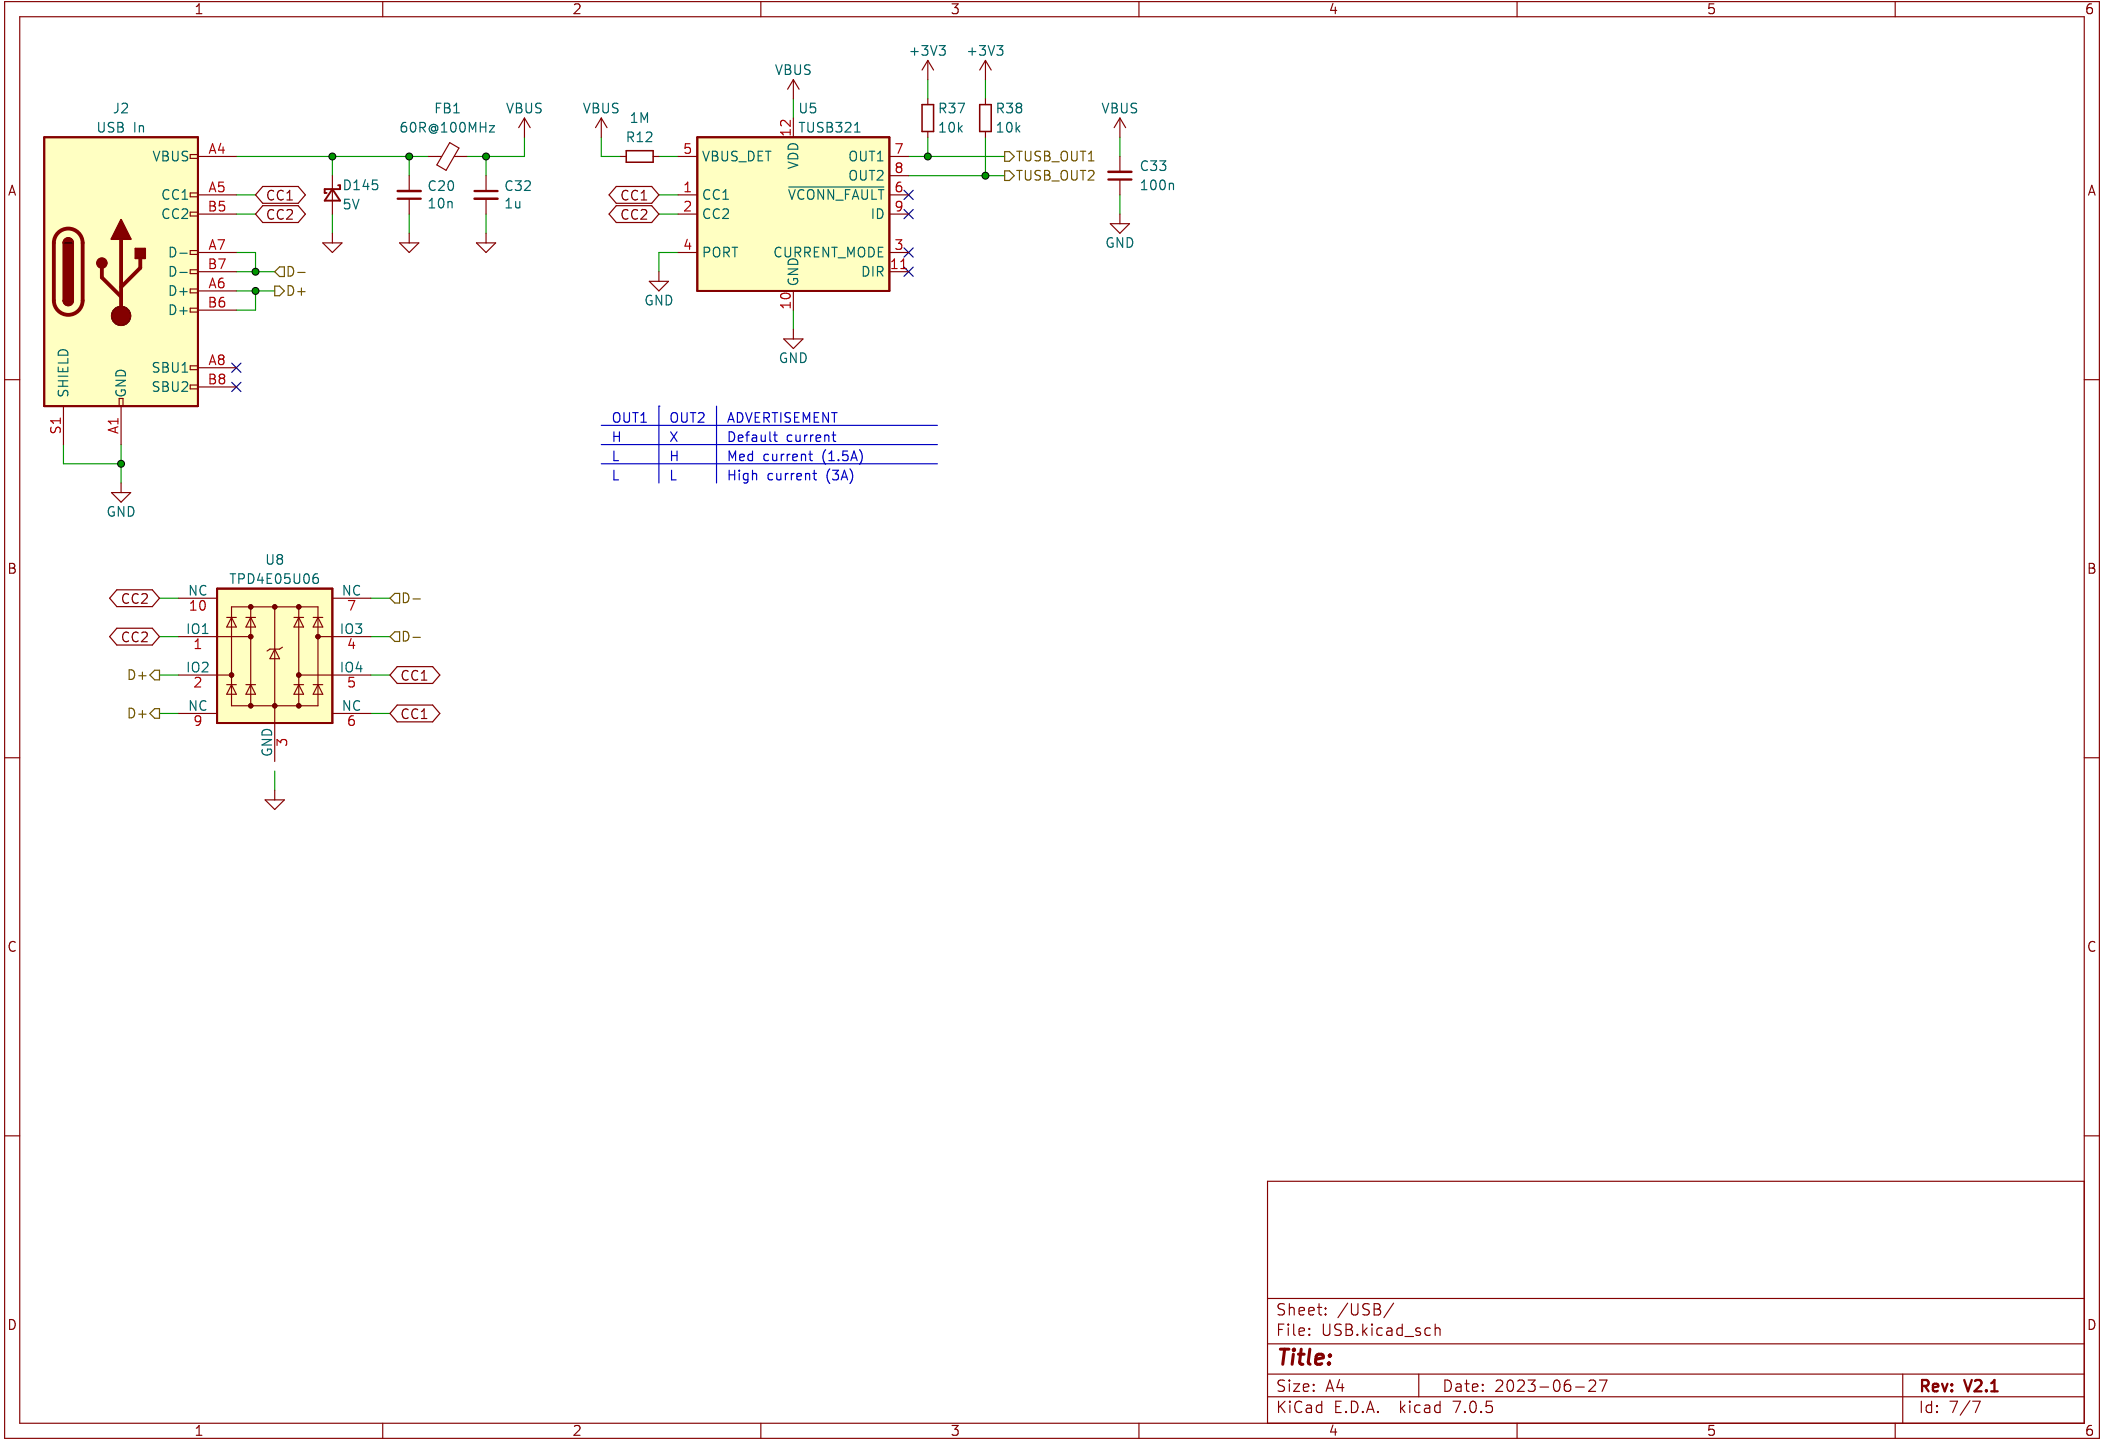 1 2 3 4 5 6
A
B
C
D
J2
USB In
VBUS A4
CC1 A5 CC1
CC2 B5 CC2
D- A7
D- B7 D-
D+ A6 D+
D+ B6
SBU1 A8
SBU2 B8
SHIELD
GND
S1
A1
GND
D145
5V
C20
10n
FB1
60R@100MHz
C32
1u
VBUS
VBUS
1M
R12
VBUS
U5
TUSB321
12
VDD
5 VBUS_DET
CC1 1 CC1
CC2 2 CC2
4 PORT
GND
OUT1 7
OUT2 8
VCONN_FAULT 6
ID 9
CURRENT_MODE 3
DIR 11
GND
10
GND
+3V3
R37
10k
+3V3
R38
10k
TUSB_OUT1
TUSB_OUT2
VBUS
C33
100n
GND
OUT1 OUT2 ADVERTISEMENT
H X Default current
L H Med current (1.5A)
L L High current (3A)
U8
TPD4E05U06
CC2 NC 10
CC2 IO1 1
D+ IO2 2
D+ NC 9
NC 7 D-
IO3 4 D-
IO4 5 CC1
NC 6 CC1
GND
3
A
B
C
D
Sheet: /USB/
File: USB.kicad_sch
Title:
Size: A4 Date: 2023-06-27 Rev: V2.1
KiCad E.D.A. kicad 7.0.5 Id: 7/7
1 2 3 4 5 6